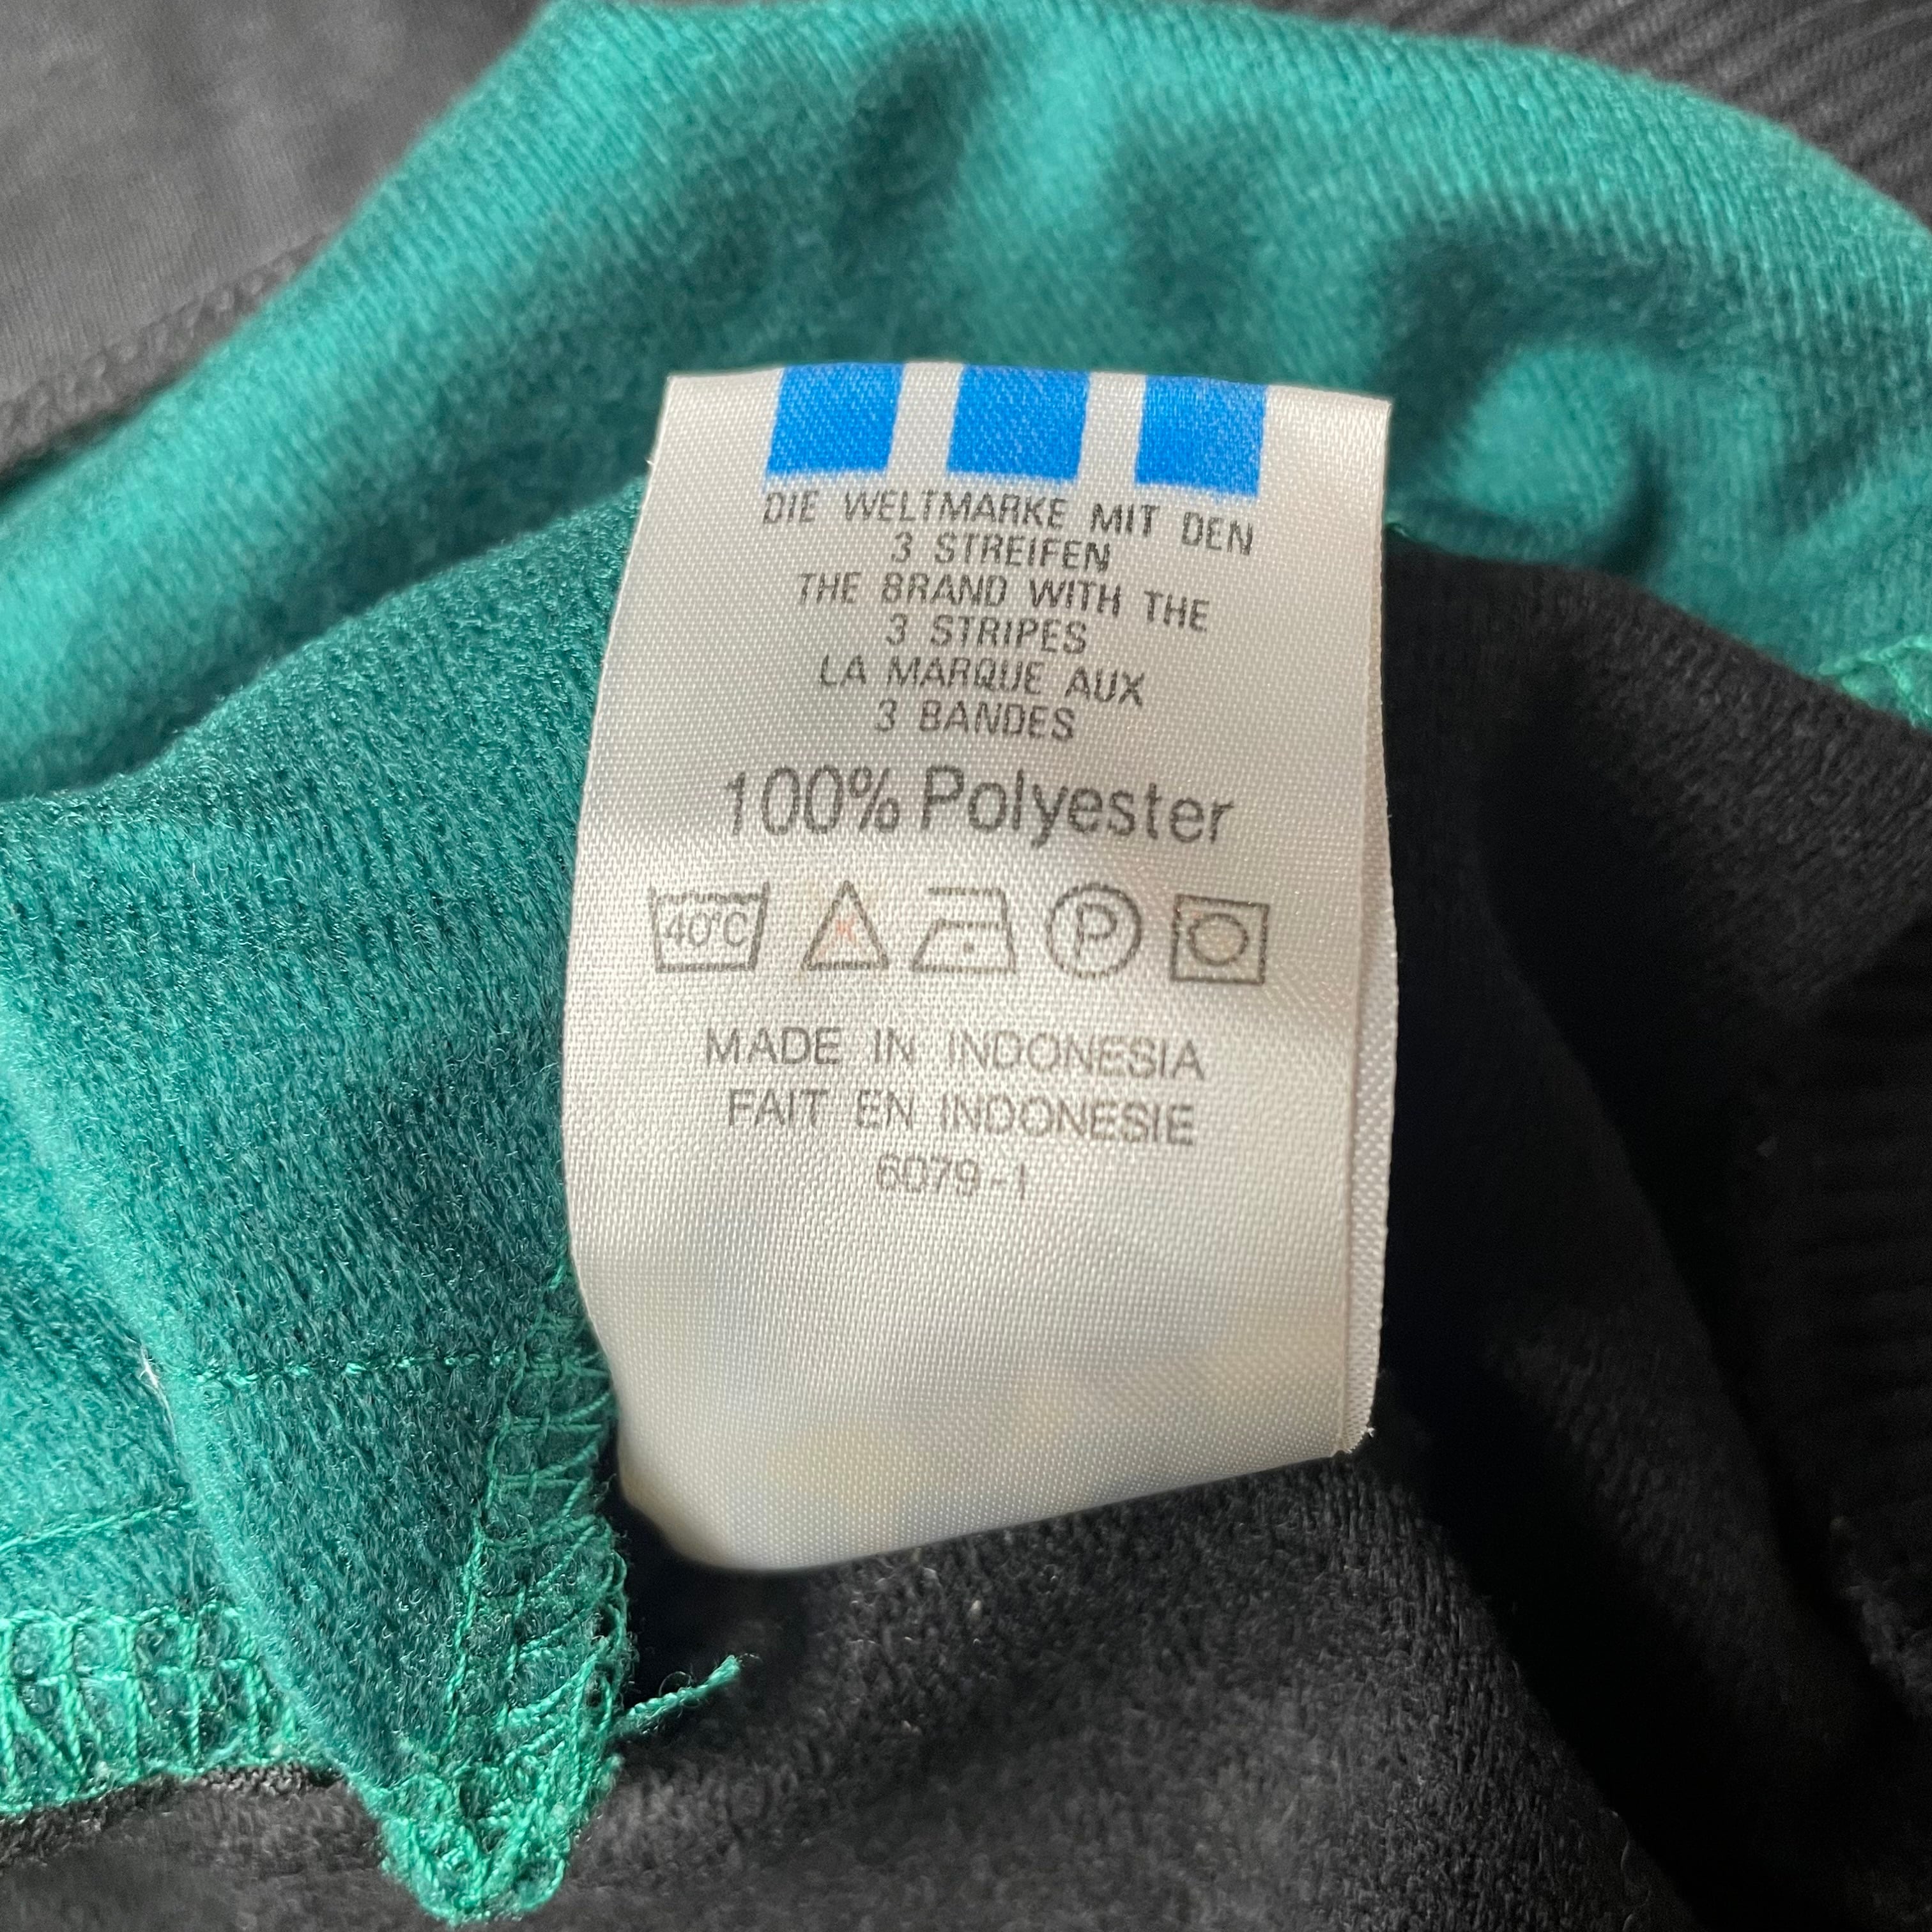 DIE WELTMARKE MIT DEN
3 STREIFEN
THE BRAND WITH THE
3 STRIPES
LA MARQUE AUX
3 BANDES
100% Polyester
40°C P
MADE IN INDONESIA
FAIT EN INDONESIE
6079-I